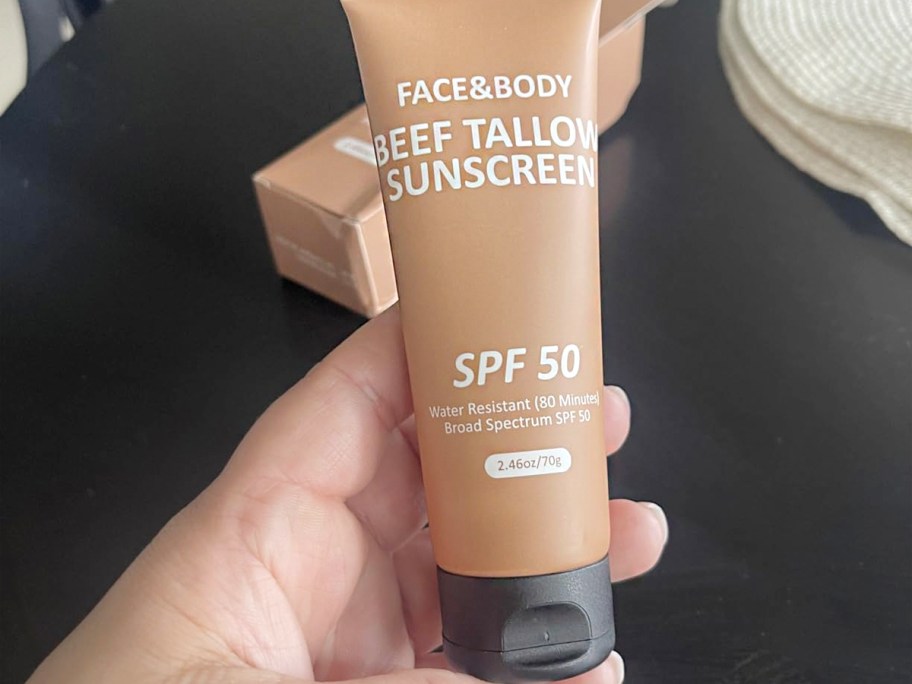 FACE&BODY
BEEF TALLOW
SUNSCREEN
SPF 50
Water Resistant (80 Minutes)
Broad Spectrum SPF 50
2.46oz/70g